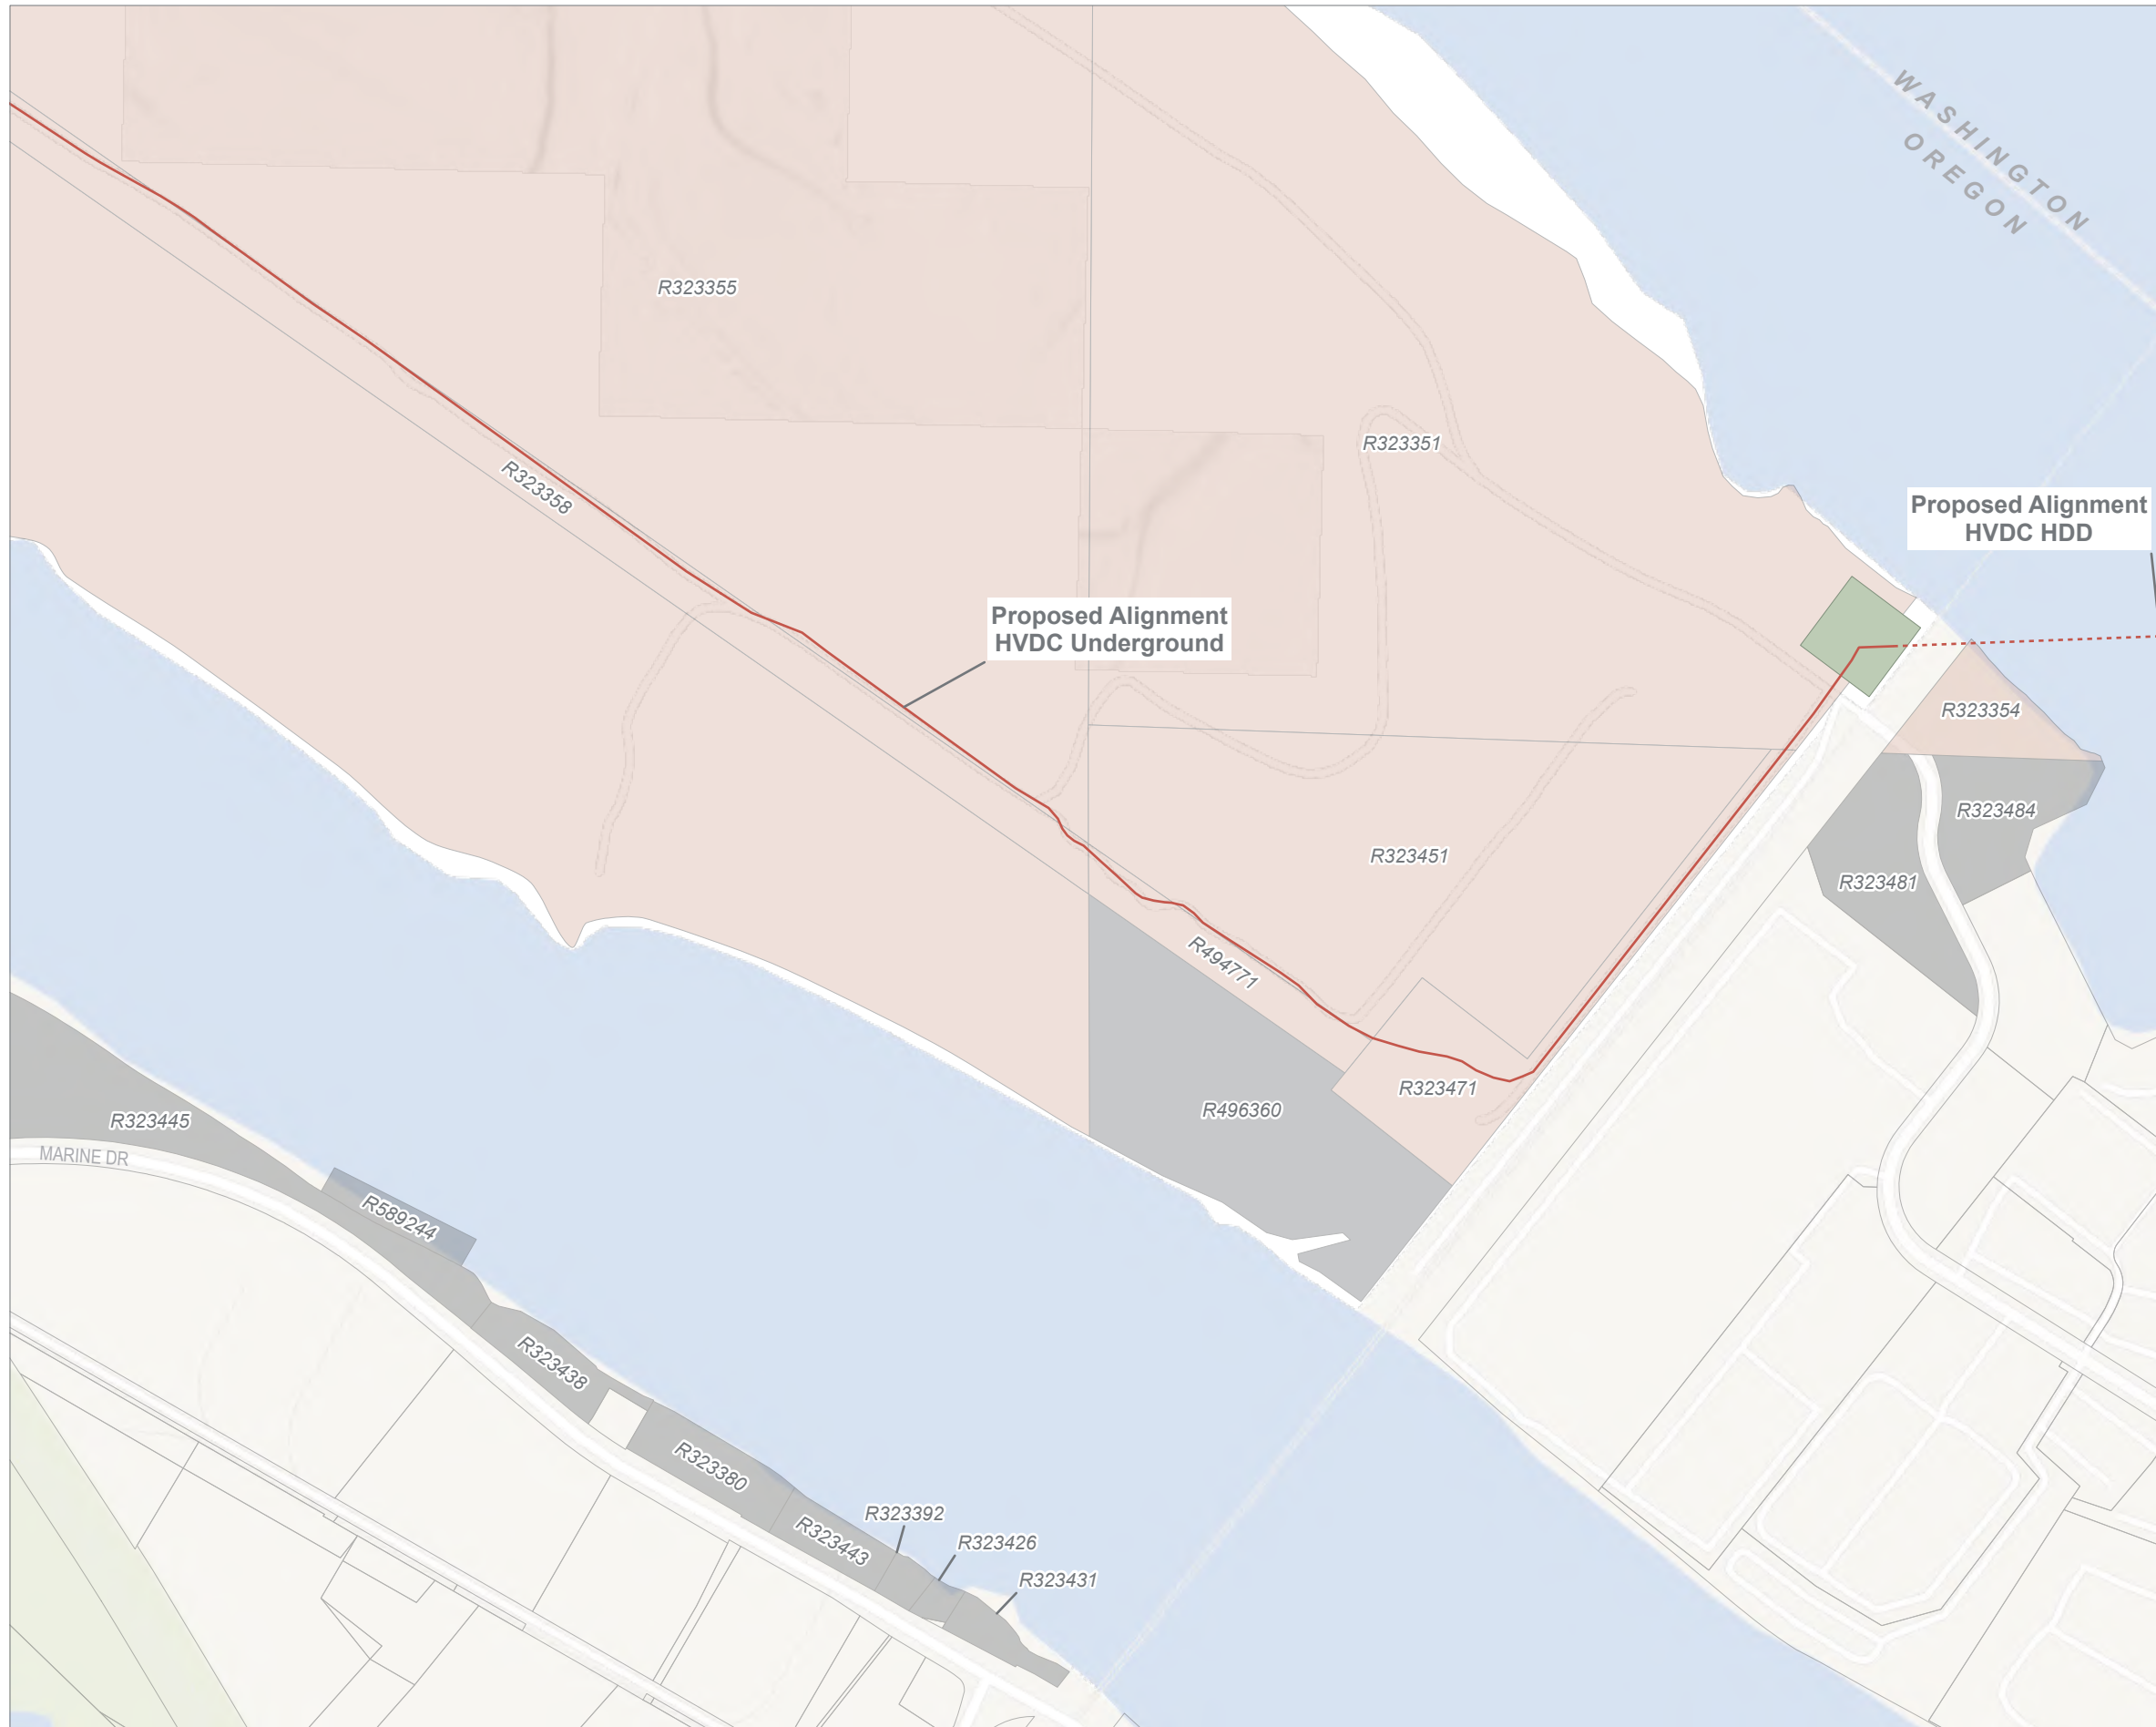 WASHINGTON
OREGON
R323355
R323351
R323358
Proposed Alignment
HVDC HDD
Proposed Alignment
HVDC Underground
R323354
R323484
R323451
R323481
R494771
R323471
R496360
R323445
MARINE DR
R589244
R323438
R323380
R323392
R323443
R323426
R323431